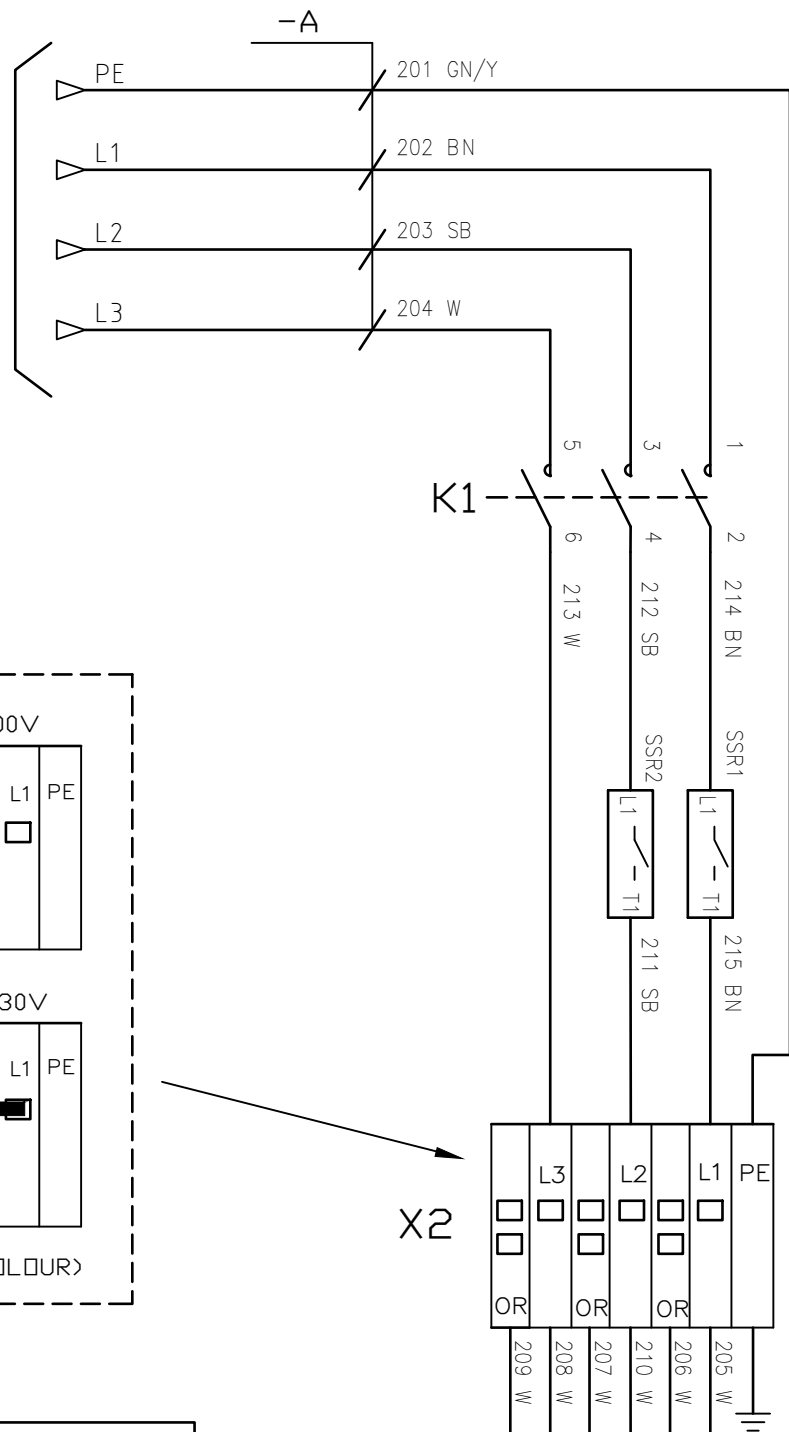 -A
PE
201 GN/Y
L1
202 BN
L2
203 SB
L3
204 W
5
3
1
K1
6
4
2
213 W
212 SB
214 BN
00V
L1 PE
SSR2
SSR1
L1 T1
L1 T1
211 SB
215 BN
30V
L1 PE
L3 L2 L1 PE
X2
OLOUR)
OR OR OR
209 W
208 W
207 W
210 W
206 W
205 W